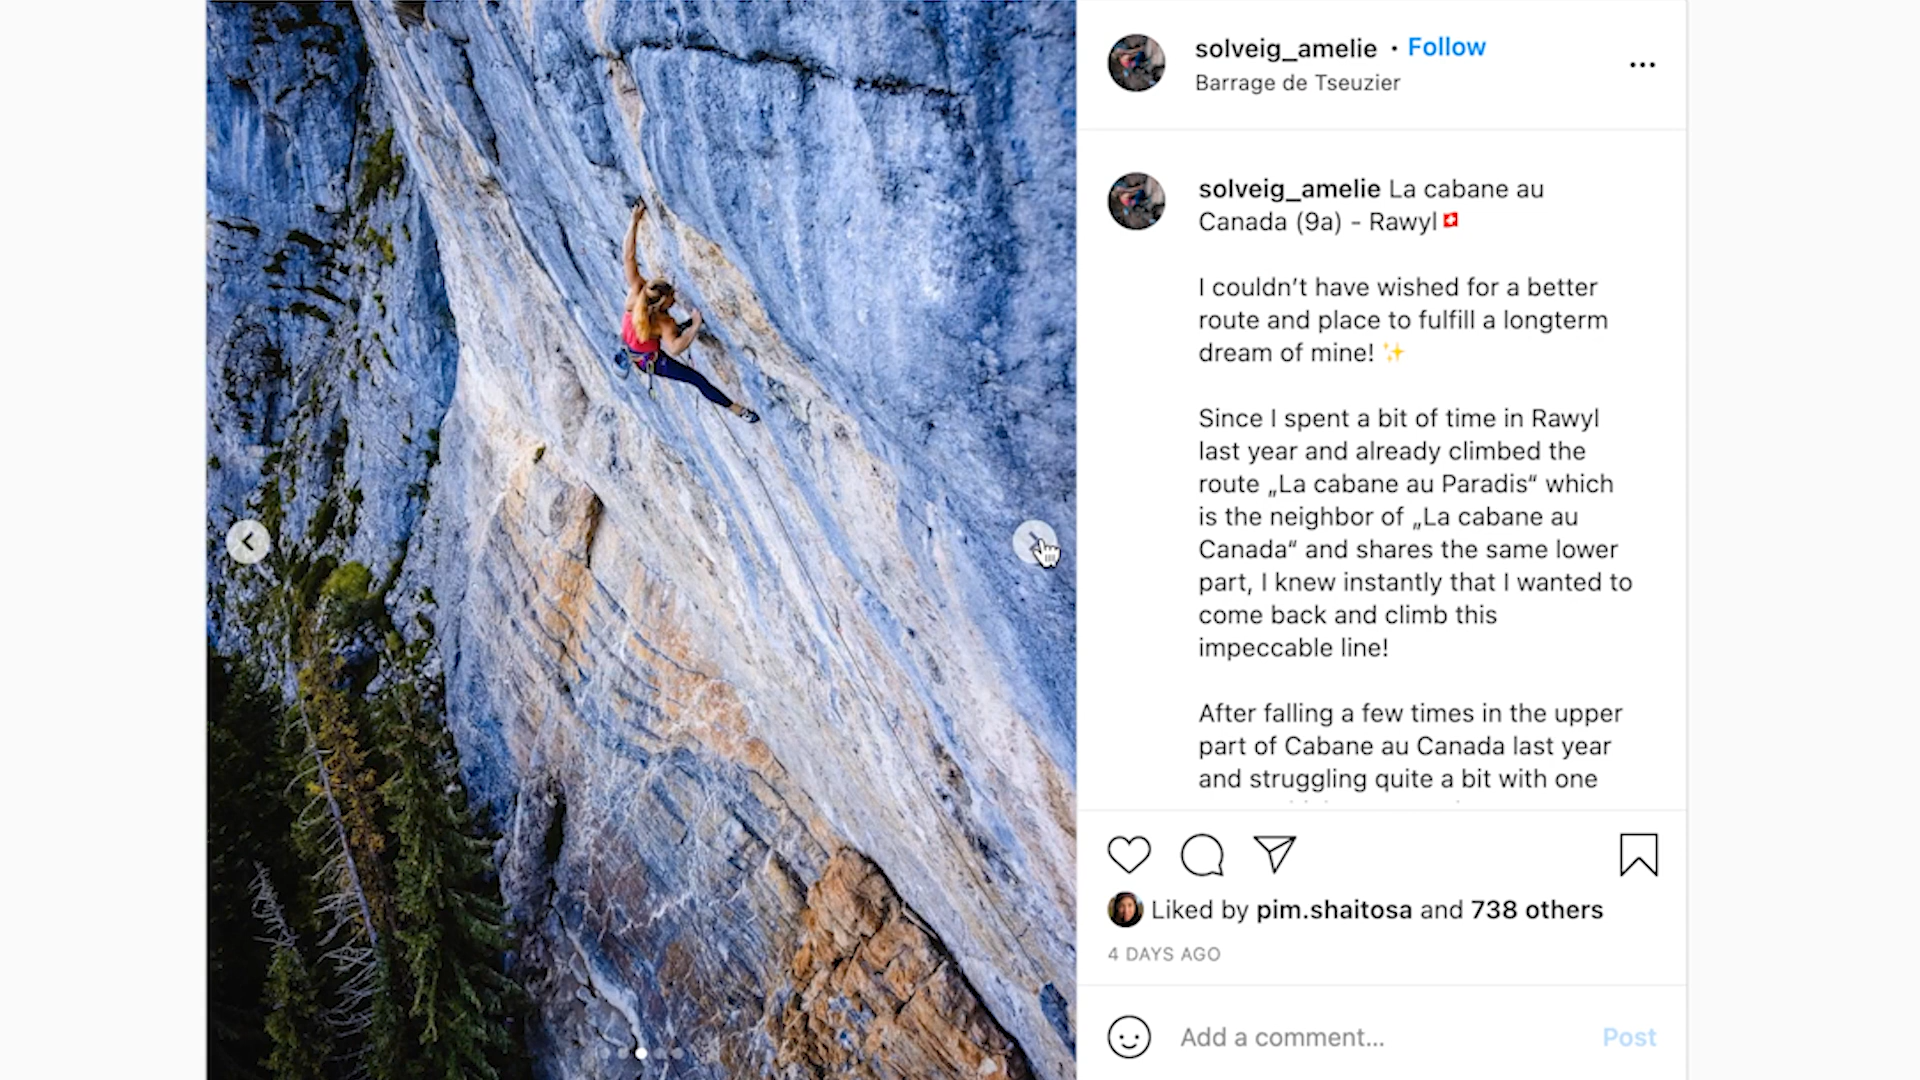 solveig_amelie • Follow
Barrage de Tseuzier
solveig_amelie La cabane au
Canada (9a) - Rawyl🇨🇭
I couldn’t have wished for a better
route and place to fulfill a longterm
dream of mine! ✨
Since I spent a bit of time in Rawyl
last year and already climbed the
route „La cabane au Paradis“ which
is the neighbor of „La cabane au
Canada“ and shares the same lower
part, I knew instantly that I wanted to
come back and climb this
impeccable line!
After falling a few times in the upper
part of Cabane au Canada last year
and struggling quite a bit with one
Liked by pim.shaitosa and 738 others
4 DAYS AGO
Add a comment...
Post